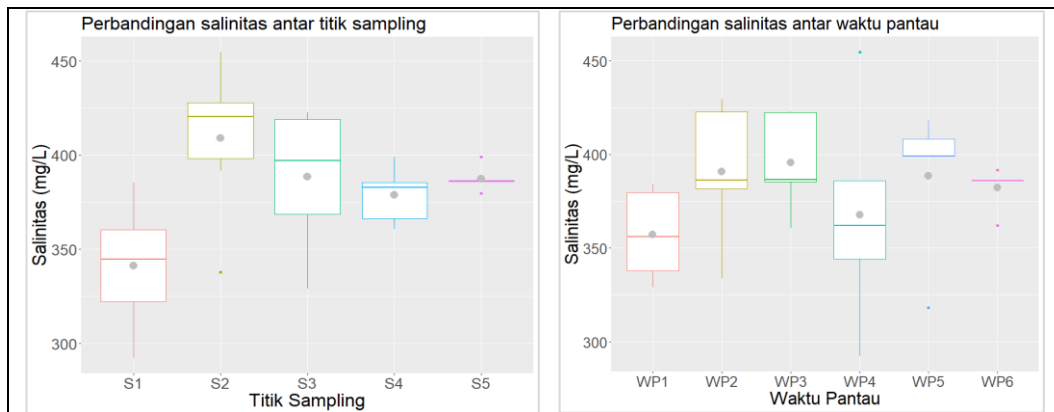 Perbandingan salinitas antar titik sampling
Salinitas (mg/L)
450
400
350
300
S1 S2 S3 S4 S5
Titik Sampling
Perbandingan salinitas antar waktu pantau
Salinitas (mg/L)
450
400
350
300
WP1 WP2 WP3 WP4 WP5 WP6
Waktu Pantau